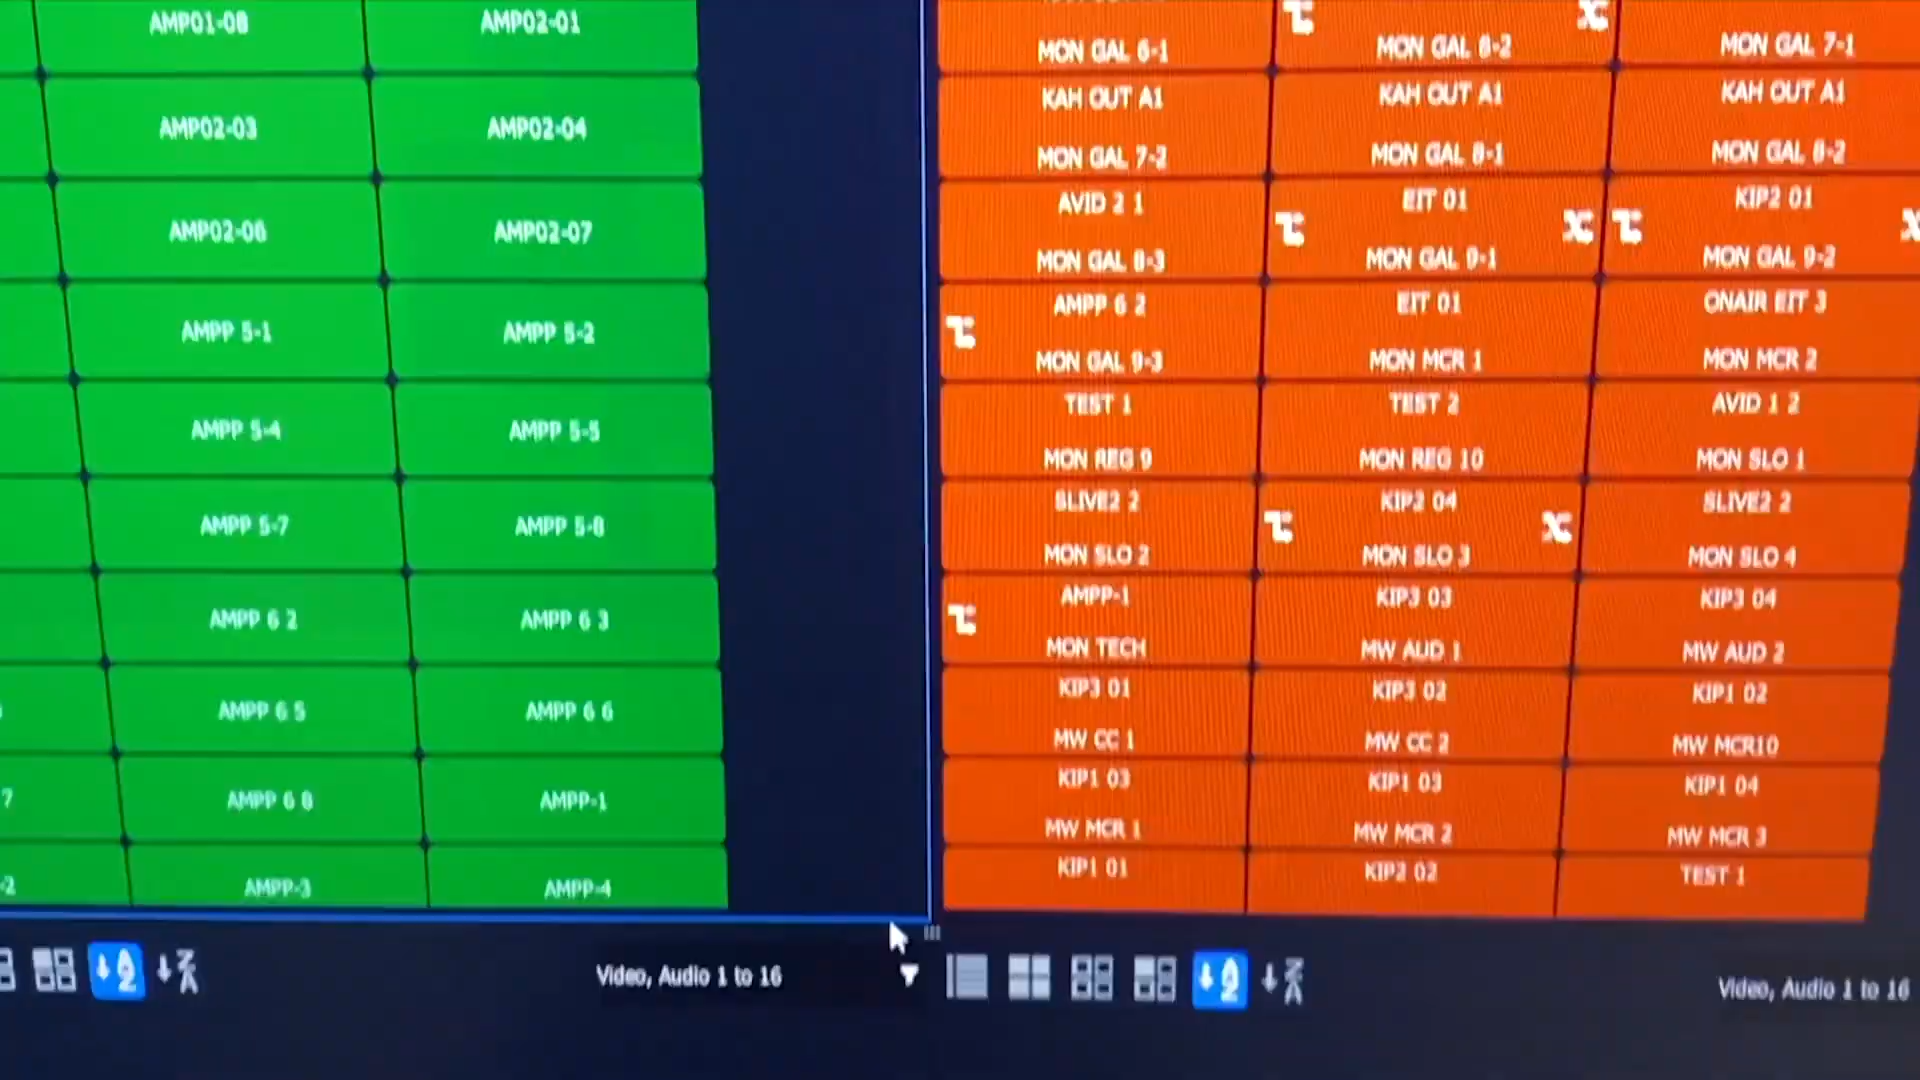 AMP01-08
AMP02-01
AMP02-03
AMP02-04
AMP02-06
AMP02-07
AMPP 5-1
AMPP 5-2
AMPP 5-4
AMPP 5-5
AMPP 5-7
AMPP 5-8
AMPP 6 2
AMPP 6 3
AMPP 6 5
AMPP 6 6
7
AMPP 6 8
AMPP-1
-2
AMPP-3
AMPP-4
Video, Audio 1 to 16
MON GAL 6-1
MON GAL 6-2
MON GAL 7-1
KAH OUT A1
KAH OUT A1
KAH OUT A1
MON GAL 7-2
MON GAL 8-1
MON GAL 8-2
AVID 2 1
EIT 01
KIP2 01
MON GAL 8-3
MON GAL 9-1
MON GAL 9-2
AMPP 6 2
EIT 01
ONAIR EIT 3
MON GAL 9-3
MON MCR 1
MON MCR 2
TEST 1
TEST 2
AVID 1 2
MON REG 9
MON REG 10
MON SLO 1
SLIVE2 2
KIP2 04
SLIVE2 2
MON SLO 2
MON SLO 3
MON SLO 4
AMPP-1
KIP3 03
KIP3 04
MON TECH
MW AUD 1
MW AUD 2
KIP3 01
KIP3 02
KIP1 02
MW CC 1
MW CC 2
MW MCR10
KIP1 03
KIP1 03
KIP1 04
MW MCR 1
MW MCR 2
MW MCR 3
KIP1 01
KIP2 02
TEST 1
Video, Audio 1 to 16